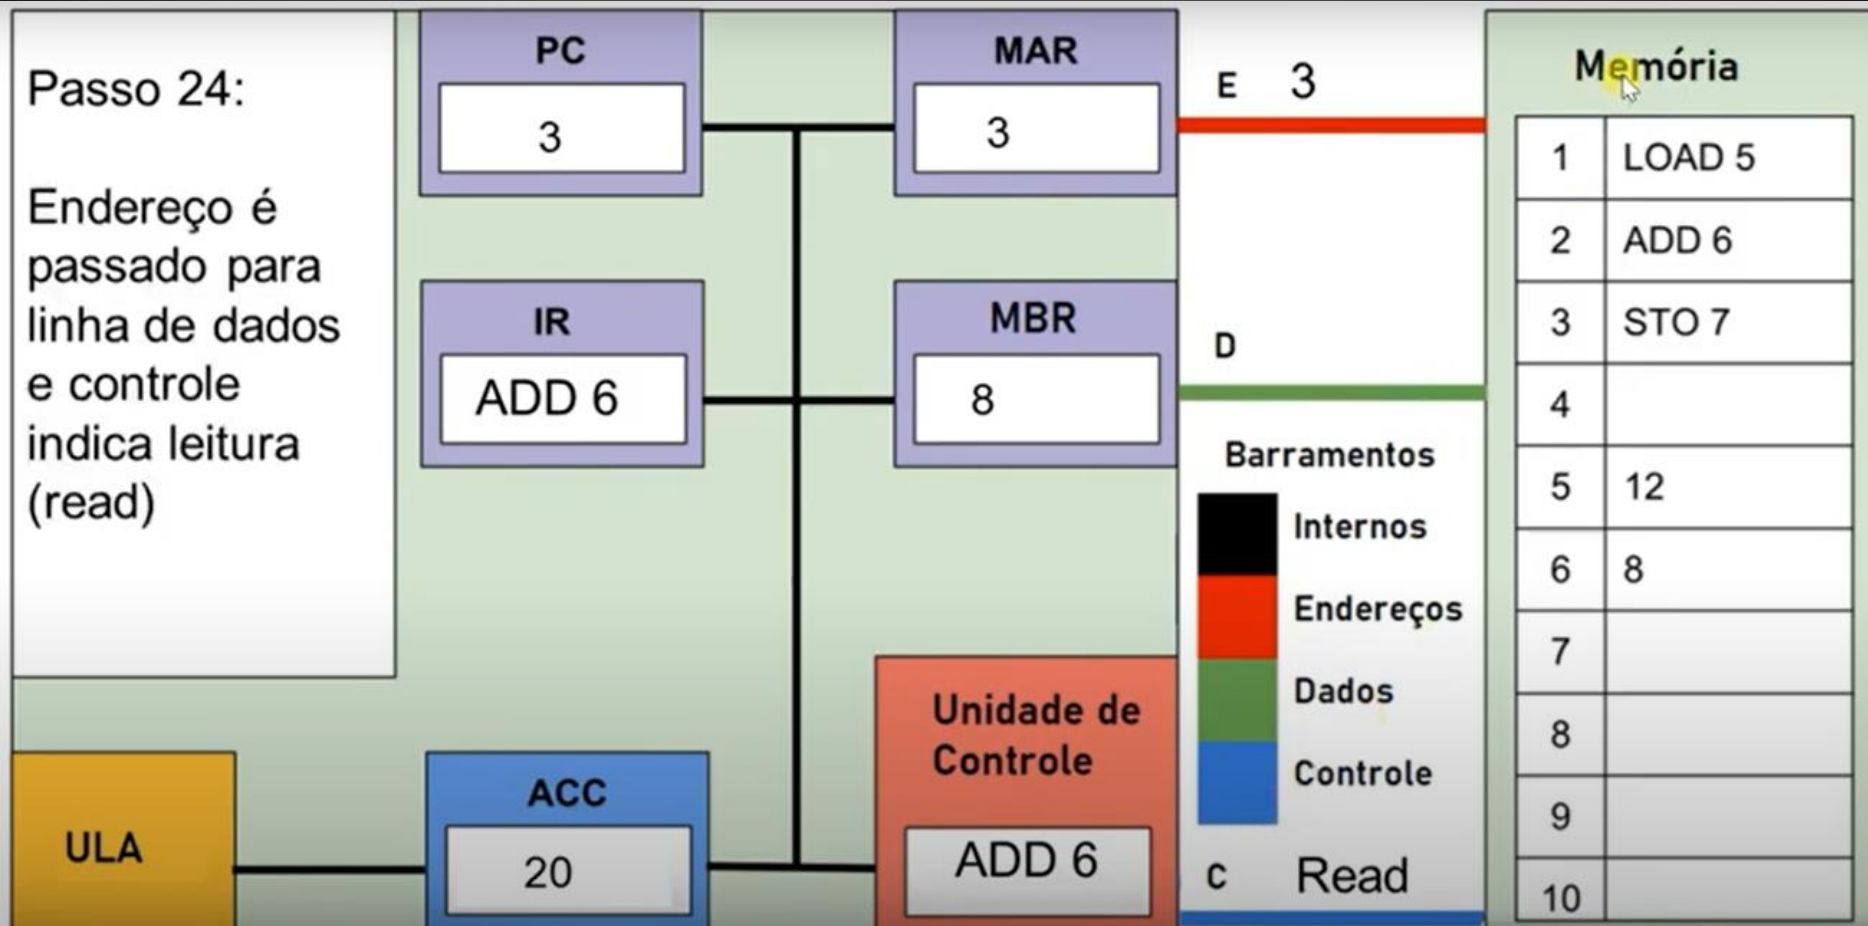 Passo 24:
Endereço é
passado para
linha de dados
e controle
indica leitura
(read)
PC
3
MAR
3
E 3
IR
ADD 6
MBR
8
D
Barramentos
Internos
Endereços
Dados
Controle
C Read
ULA
ACC
20
Unidade de
Controle
ADD 6
Memória
1 LOAD 5
2 ADD 6
3 STO 7
4
5 12
6 8
7
8
9
10